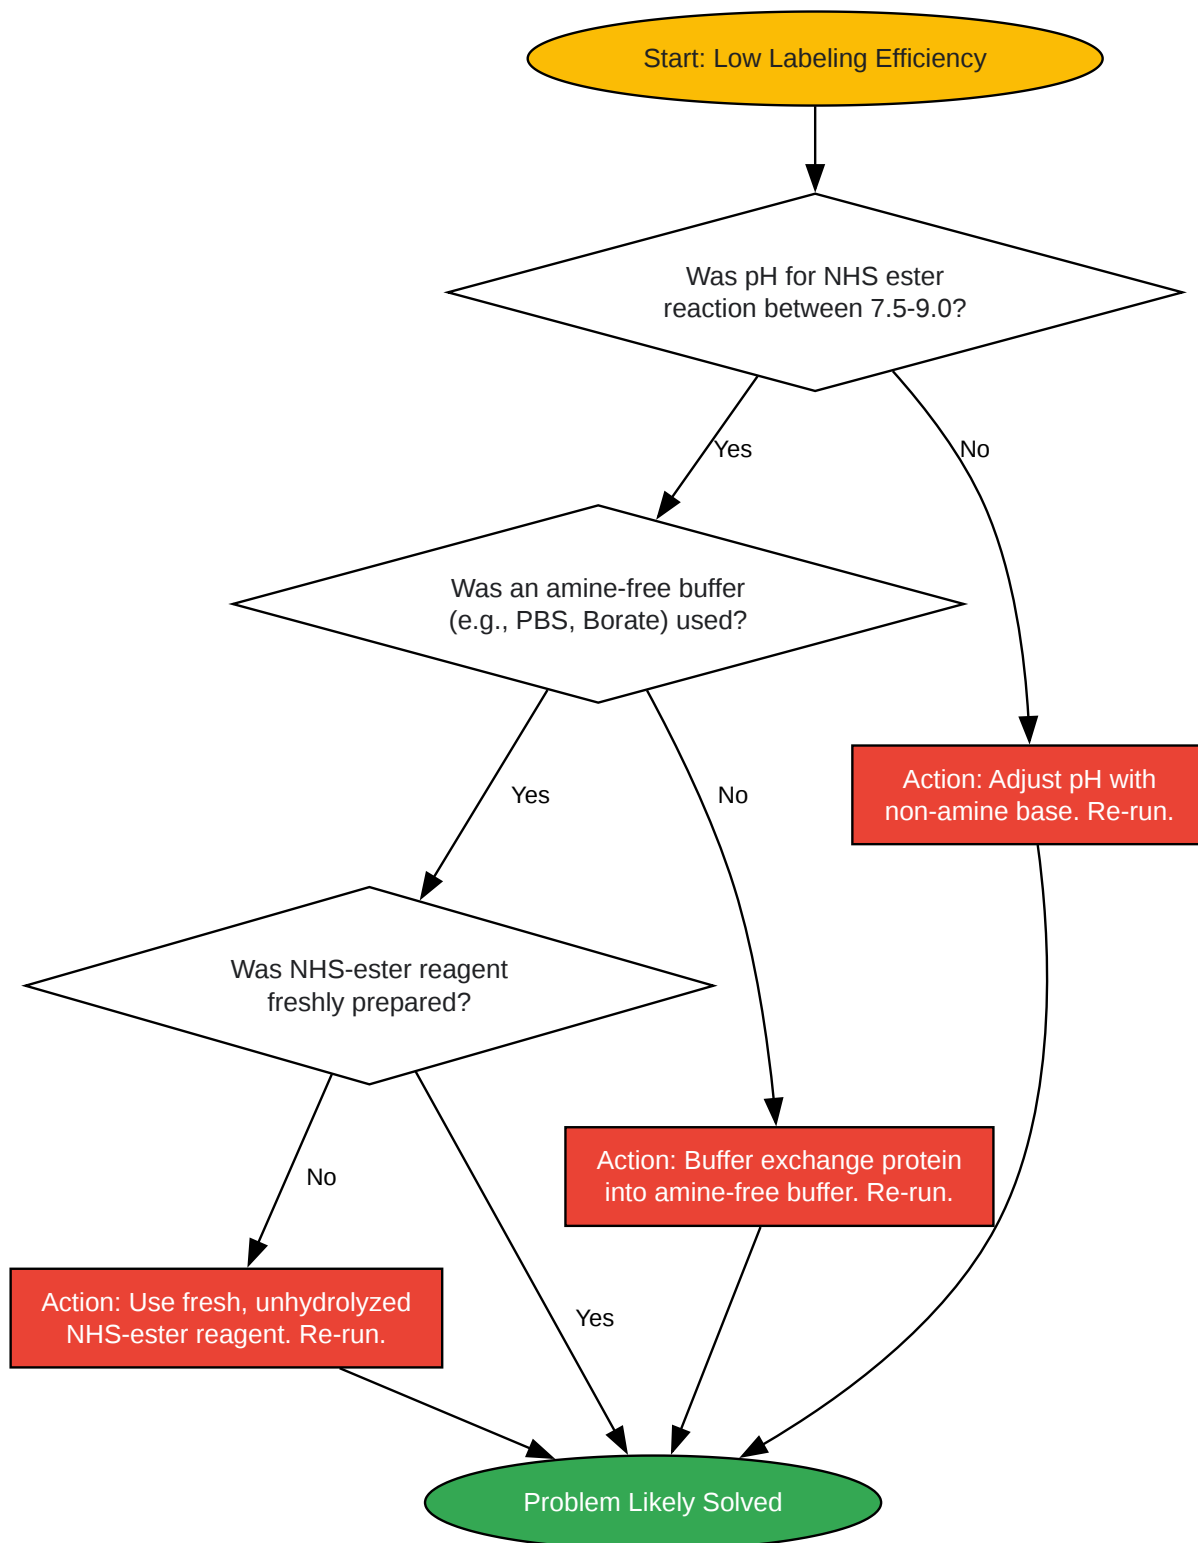 Start: Low Labeling Efficiency
Was pH for NHS ester
reaction between 7.5-9.0?
Yes
No
Was an amine-free buffer
(e.g., PBS, Borate) used?
Yes
No
Action: Adjust pH with
non-amine base. Re-run.
Was NHS-ester reagent
freshly prepared?
No
Yes
Action: Buffer exchange protein
into amine-free buffer. Re-run.
Action: Use fresh, unhydrolyzed
NHS-ester reagent. Re-run.
Problem Likely Solved